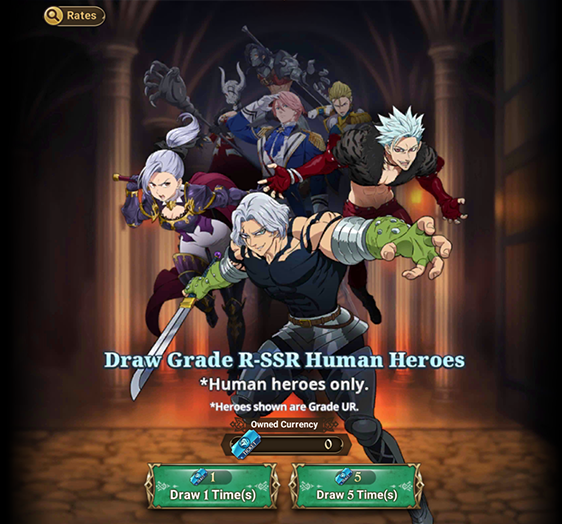 Rates
Draw Grade R-SSR Human Heroes
*Human heroes only.
*Heroes shown are Grade UR.
Owned Currency
0
1
Draw 1 Time(s)
5
Draw 5 Time(s)